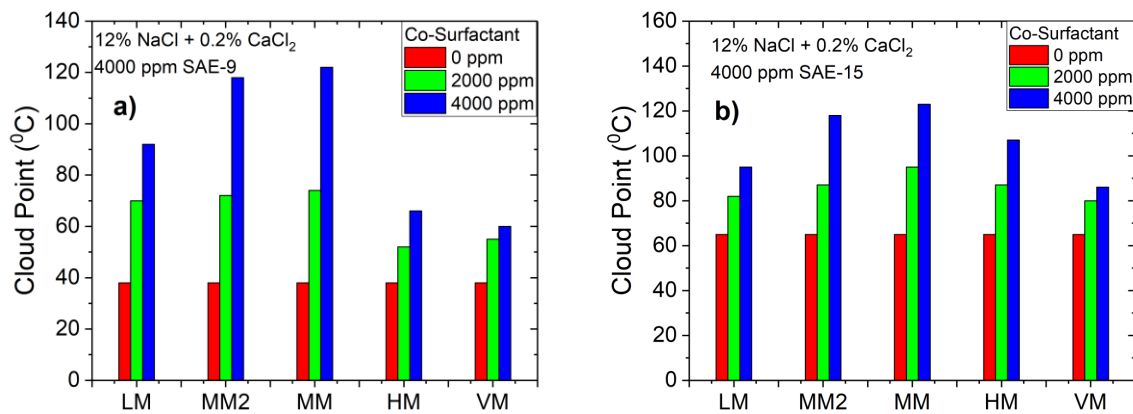 12% NaCl + 0.2% CaCl₂
4000 ppm SAE-9
a)
Co-Surfactant
0 ppm
2000 ppm
4000 ppm
Cloud Point (⁰C)
140
120
100
80
60
40
20
0
LM MM2 MM HM VM
12% NaCl + 0.2% CaCl₂
4000 ppm SAE-15
b)
Co-Surfactant
0 ppm
2000 ppm
4000 ppm
Cloud Point (⁰C)
160
140
120
100
80
60
40
20
0
LM MM2 MM HM VM